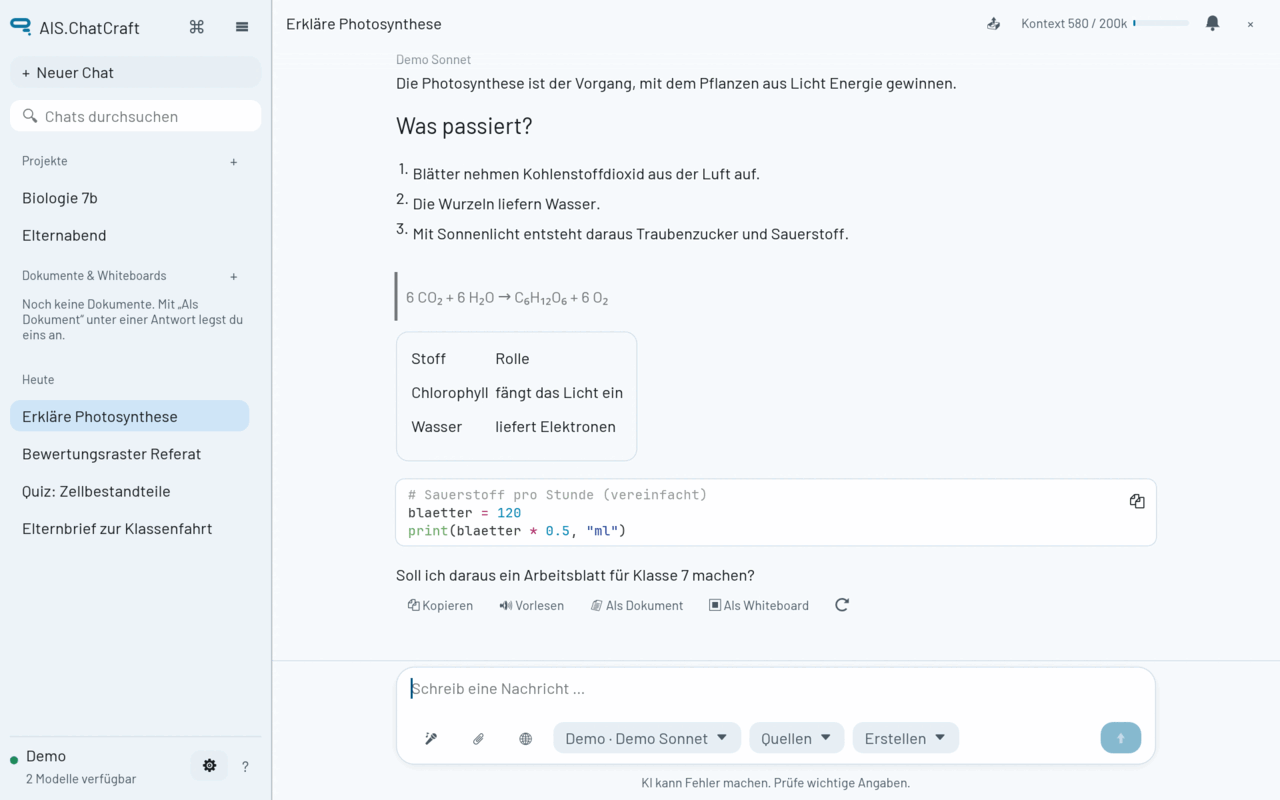 AIS.ChatCraft
+ Neuer Chat
Chats durchsuchen
Projekte +
Biologie 7b
Elternabend
Dokumente & Whiteboards +
Noch keine Dokumente. Mit „Als
Dokument“ unter einer Antwort legst du
eins an.
Heute
Erkläre Photosynthese
Bewertungsraster Referat
Quiz: Zellbestandteile
Elternbrief zur Klassenfahrt
Demo
2 Modelle verfügbar
?
Erkläre Photosynthese
Kontext 580 / 200k
×
Demo Sonnet
Die Photosynthese ist der Vorgang, mit dem Pflanzen aus Licht Energie gewinnen.
Was passiert?
1. Blätter nehmen Kohlenstoffdioxid aus der Luft auf.
2. Die Wurzeln liefern Wasser.
3. Mit Sonnenlicht entsteht daraus Traubenzucker und Sauerstoff.
6 CO₂ + 6 H₂O → C₆H₁₂O₆ + 6 O₂
Stoff Rolle
Chlorophyll fängt das Licht ein
Wasser liefert Elektronen
# Sauerstoff pro Stunde (vereinfacht)
blaetter = 120
print(blaetter * 0.5, "ml")
Soll ich daraus ein Arbeitsblatt für Klasse 7 machen?
Kopieren Vorlesen Als Dokument Als Whiteboard
Schreib eine Nachricht ...
Demo · Demo Sonnet Quellen Erstellen
KI kann Fehler machen. Prüfe wichtige Angaben.